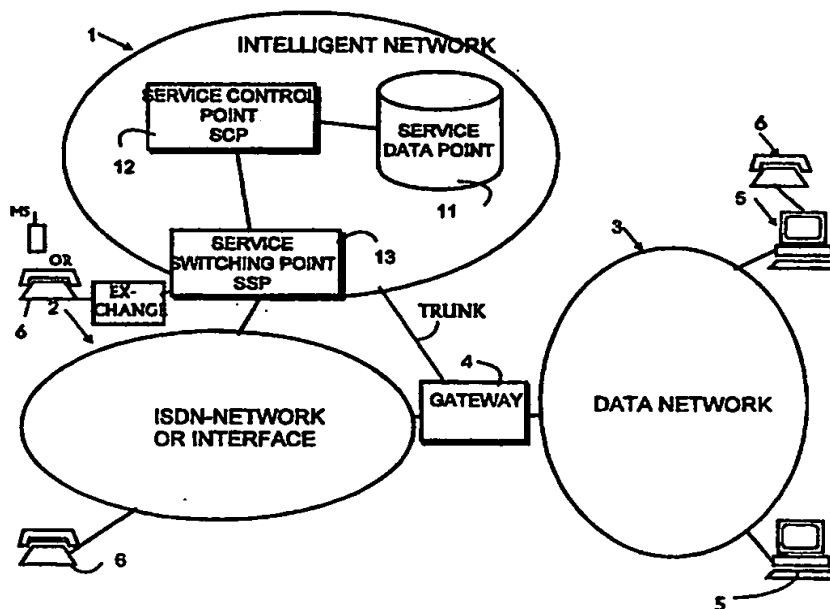 1
INTELLIGENT NETWORK
SERVICE CONTROL
POINT
SCP
12
SERVICE
DATA POINT
11
6
5
MS
OR
6
EX-
CHANGE
SERVICE
SWITCHING POINT
SSP
13
3
2
TRUNK
4
GATEWAY
ISDN-NETWORK
OR INTERFACE
DATA NETWORK
6
5